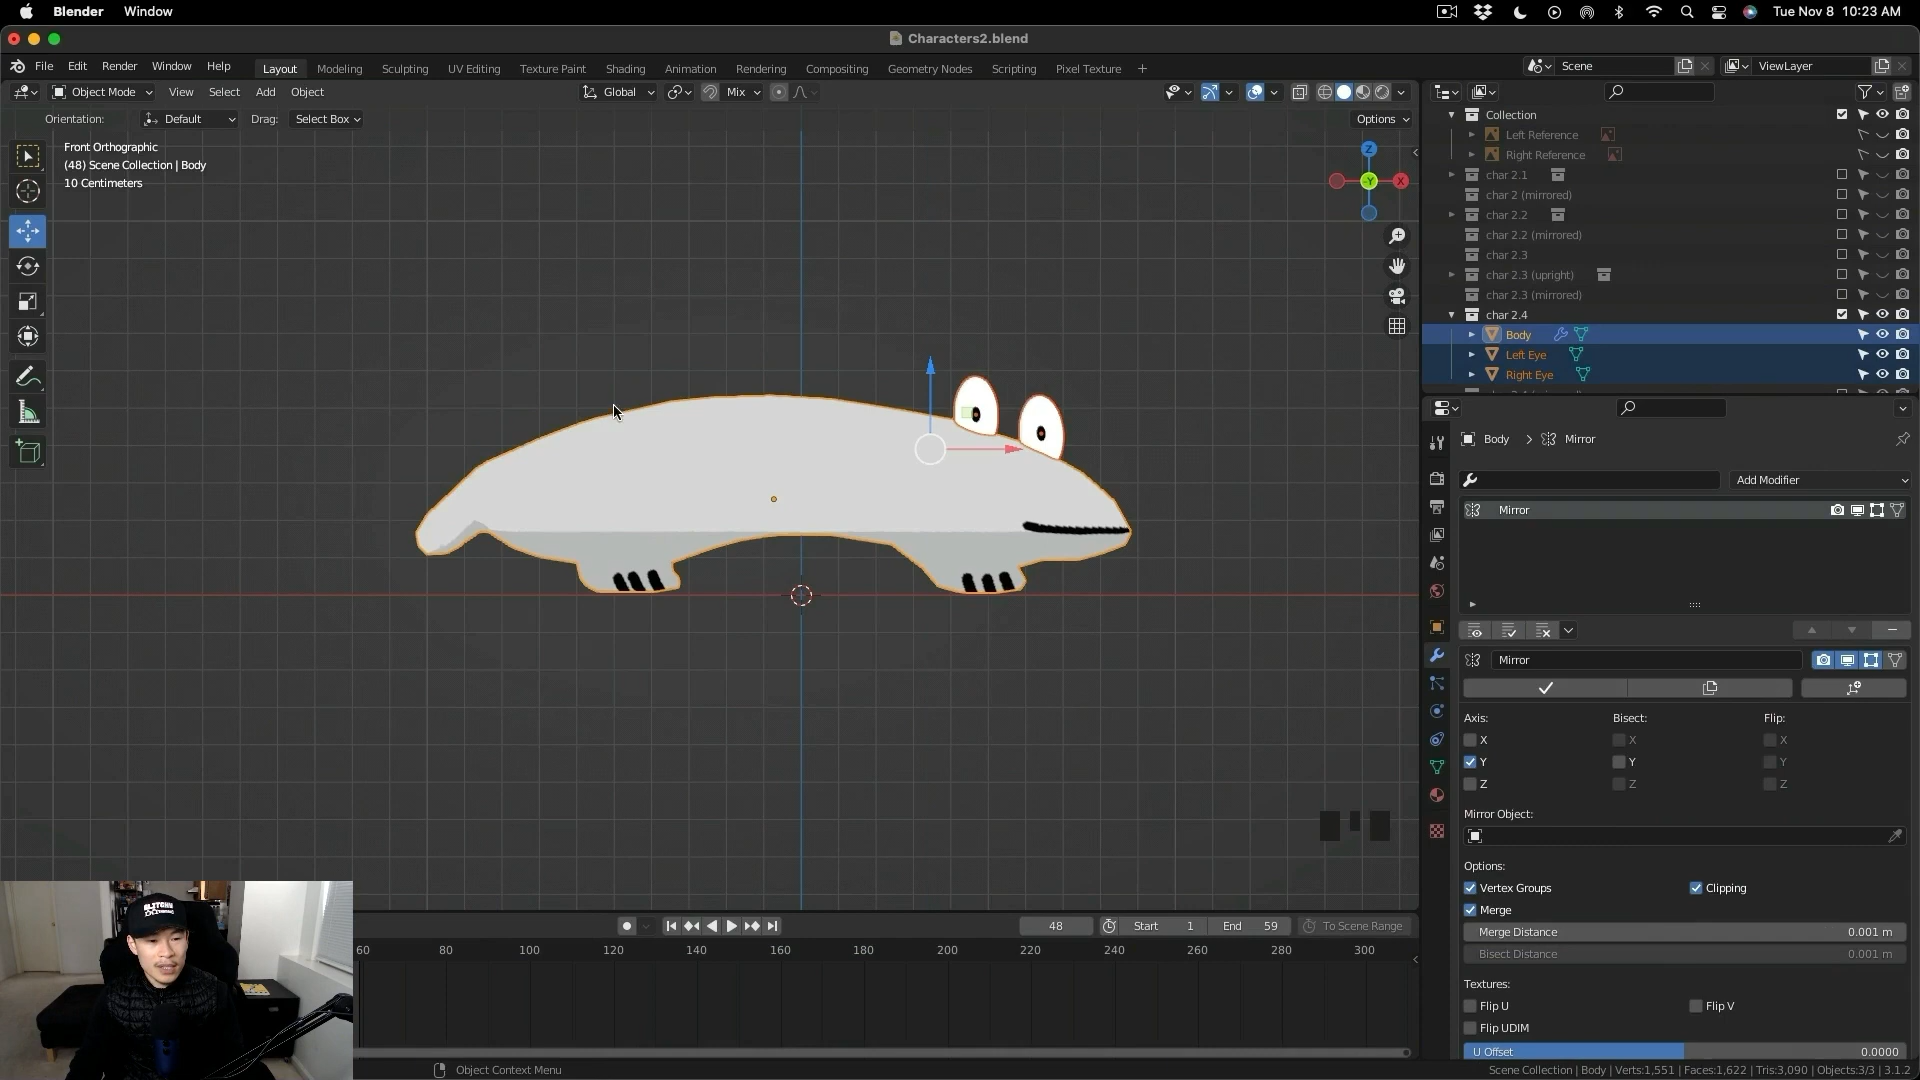 Blender Window Tue Nov 8 10:23 AM
Characters2.blend
File Edit Render Window Help Layout Modeling Sculpting UV Editing Texture Paint Shading Animation Rendering Compositing Geometry Nodes Scripting Pixel Texture + Scene ViewLayer
Object Mode View Select Add Object Global Mix
Orientation: Default Drag: Select Box Options
Front Orthographic
(48) Scene Collection | Body
10 Centimeters
Z
Y
X
Collection
Left Reference
Right Reference
char 2.1
char 2 (mirrored)
char 2.2
char 2.2 (mirrored)
char 2.3
char 2.3 (upright)
char 2.3 (mirrored)
char 2.4
Body
Left Eye
Right Eye
Body > Mirror
Add Modifier
Mirror
Mirror
Axis: Bisect: Flip:
X X X
Y Y Y
Z Z Z
Mirror Object:
Options:
Vertex Groups Clipping
Merge
Merge Distance 0.001 m
Bisect Distance 0.001 m
Textures:
Flip U Flip V
Flip UDIM
U Offset 0.0000
48 Start 1 End 59 To Scene Range
60 80 100 120 140 160 180 200 220 240 260 280 300
Object Context Menu
Scene Collection | Body | Verts:1,551 | Faces:1,622 | Tris:3,090 | Objects:3/3 | 3.1.2